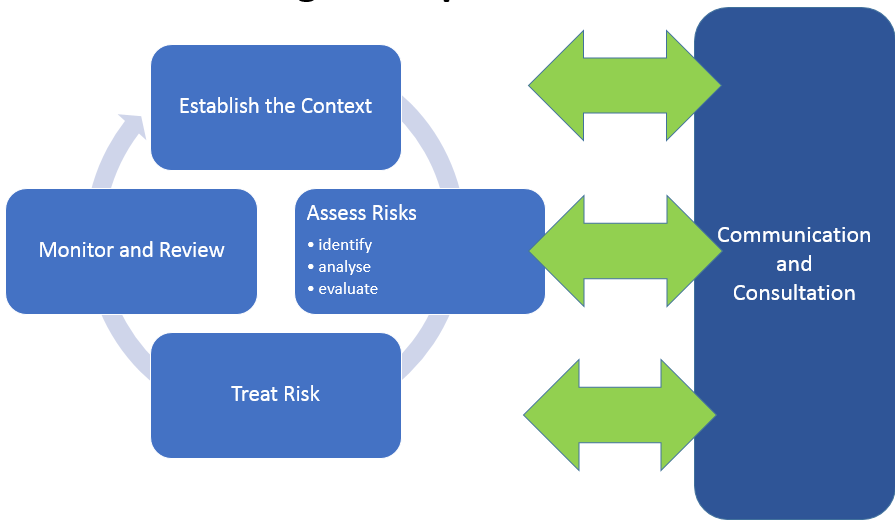 Establish the Context
Assess Risks
• identify
• analyse
• evaluate
Monitor and Review
Treat Risk
Communication
and
Consultation